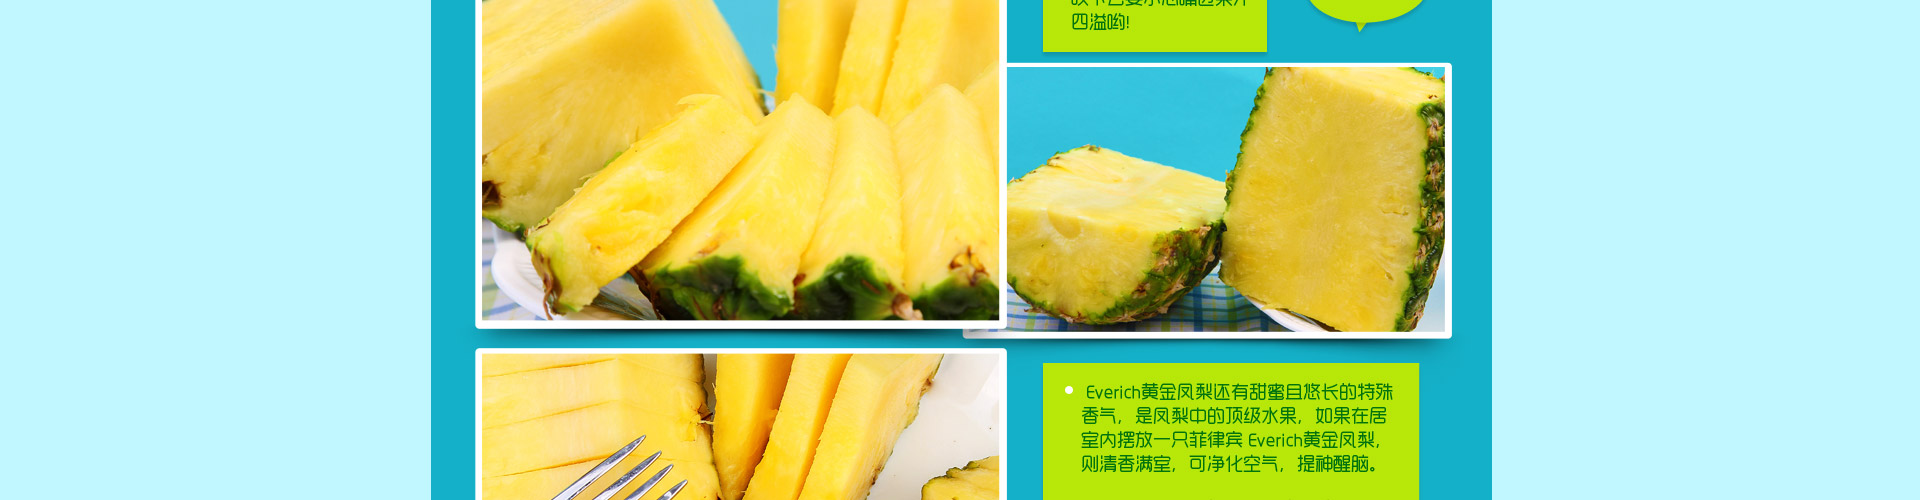 四溢哟!
Everich黄金凤梨还有甜蜜且悠长的特殊
香气，是凤梨中的顶级水果，如果在居
室内摆放一只菲律宾 Everich黄金凤梨，
则清香满室，可净化空气，提神醒脑。